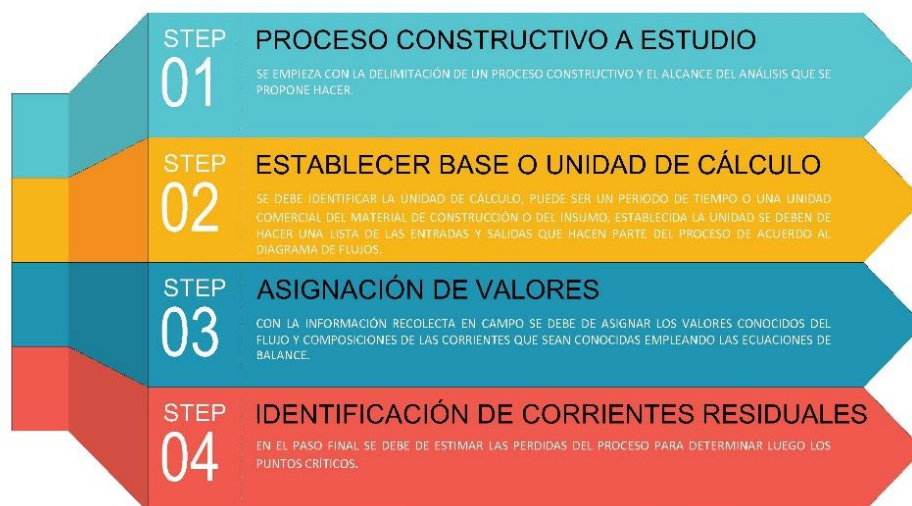 STEP
01
PROCESO CONSTRUCTIVO A ESTUDIO
SE EMPIEZA CON LA DELIMITACIÓN DE UN PROCESO CONSTRUCTIVO Y EL ALCANCE DEL ANÁLISIS QUE SE
PROPONE HACER.
STEP
02
ESTABLECER BASE O UNIDAD DE CÁLCULO
SE DEBE IDENTIFICAR LA UNIDAD DE CÁLCULO, PUEDE SER UN PERIODO DE TIEMPO O UNA UNIDAD
COMERCIAL DEL MATERIAL DE CONSTRUCCIÓN O DEL INSUMO, ESTABLECIDA LA UNIDAD SE DEBEN DE
HACER UNA LISTA DE LAS ENTRADAS Y SALIDAS QUE HACEN PARTE DEL PROCESO DE ACUERDO AL
DIAGRAMA DE FLUJOS.
STEP
03
ASIGNACIÓN DE VALORES
CON LA INFORMACIÓN RECOLECTA EN CAMPO SE DEBE DE ASIGNAR LOS VALORES CONOCIDOS DEL
FLUJO Y COMPOSICIONES DE LAS CORRIENTES QUE SEAN CONOCIDAS EMPLEANDO LAS ECUACIONES DE
BALANCE.
STEP
04
IDENTIFICACIÓN DE CORRIENTES RESIDUALES
EN EL PASO FINAL SE DEBE DE ESTIMAR LAS PERDIDAS DEL PROCESO PARA DETERMINAR LUEGO LOS
PUNTOS CRÍTICOS.